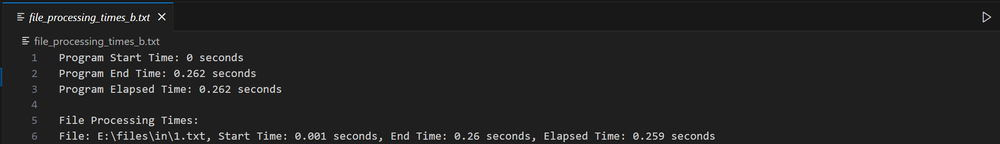 file_processing_times_b.txt
file_processing_times_b.txt
1 Program Start Time: 0 seconds
2 Program End Time: 0.262 seconds
3 Program Elapsed Time: 0.262 seconds
4
5 File Processing Times:
6 File: E:\files\in\1.txt, Start Time: 0.001 seconds, End Time: 0.26 seconds, Elapsed Time: 0.259 seconds